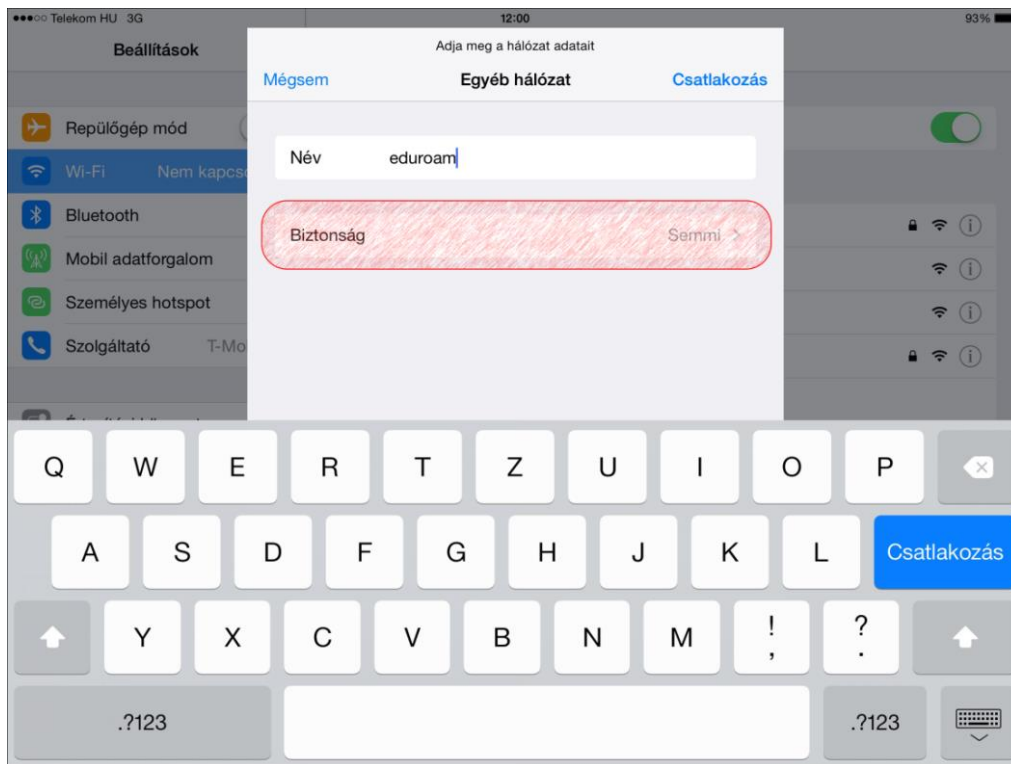 Telekom HU 3G 12:00 93%
Beállítások
Adja meg a hálózat adatait
Mégsem Egyéb hálózat Csatlakozás
Repülőgép mód
Név eduroam
Wi-Fi Nem
Bluetooth
Biztonság Semmi
Mobil adatforgalom
Személyes hotspot
Szolgáltató
Q W E R T Z U I O P
A S D F G H J K L Csatlakozás
Y X C V B N M ! , ? .
.?123 .?123